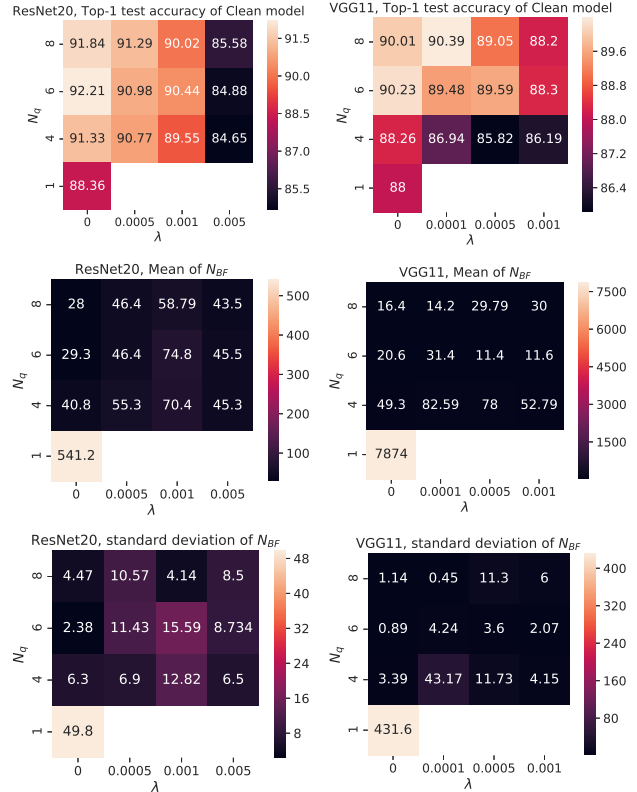 ResNet20, Top-1 test accuracy of Clean model
8 91.84 91.29 90.02 85.58
6 92.21 90.98 90.44 84.88
4 91.33 90.77 89.55 84.65
1 88.36
0 0.0005 0.001 0.005
λ
N_q
92.0
90.5
89.0
87.5
86.0
VGG11, Top-1 test accuracy of Clean model
8 90.01 90.39 89.05 88.2
6 90.23 89.48 89.59 88.3
4 88.26 86.94 85.82 86.19
1 88
0 0.0001 0.0005 0.001
λ
90.4
89.6
88.8
88.0
87.2
86.4
ResNet20, Mean of N_BF
8 28 46.4 58.79 43.5
6 29.3 46.4 74.8 45.5
4 40.8 55.3 70.4 45.3
1 541.2
0 0.0005 0.001 0.005
λ
N_q
500
400
300
200
100
VGG11, Mean of N_BF
8 16.4 14.2 29.79 30
6 20.6 31.4 11.4 11.6
4 49.3 82.59 78 52.79
1 7874
0 0.0001 0.0005 0.001
λ
N_q
7500
6000
4500
3000
1500
ResNet20, standard deviation of N_BF
8 4.47 10.57 4.14 8.5
6 2.38 11.43 15.59 8.734
4 6.3 6.9 12.82 6.5
1 49.8
0 0.0005 0.001 0.005
λ
N_q
48
40
32
24
16
8
VGG11, standard deviation of N_BF
8 1.14 0.45 11.3 6
6 0.89 4.24 3.6 2.07
4 3.39 43.17 11.73 4.15
1 431.6
0 0.0001 0.0005 0.001
λ
N_q
400
320
240
160
80